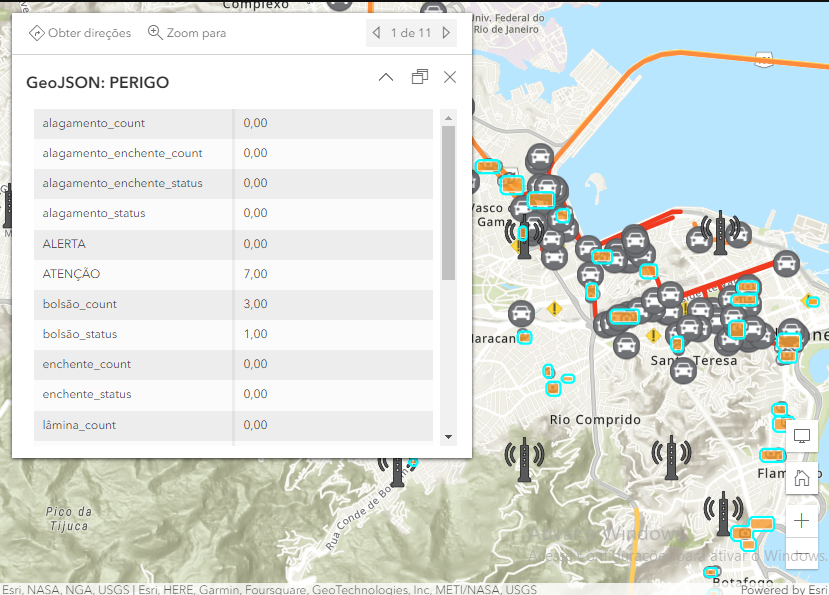 Complexo
Obter direções
Zoom para
1 de 11
GeoJSON: PERIGO
alagamento_count 0,00
alagamento_enchente_count 0,00
alagamento_enchente_status 0,00
alagamento_status 0,00
ALERTA 0,00
ATENÇÃO 7,00
bolsão_count 3,00
bolsão_status 1,00
enchente_count 0,00
enchente_status 0,00
lâmina_count 0,00
Univ. Federal do
Rio de Janeiro
Vasco
Gama
Maracan
Santa Teresa
Rio Comprido
Flam
Botafogo
Pico da
Tijuca
Rua Conde de Bo
Ativar o Windows
Acesse Configurações para ativar o Windows.
Esri, NASA, NGA, USGS | Esri, HERE, Garmin, Foursquare, GeoTechnologies, Inc, METI/NASA, USGS
Powered by Esri